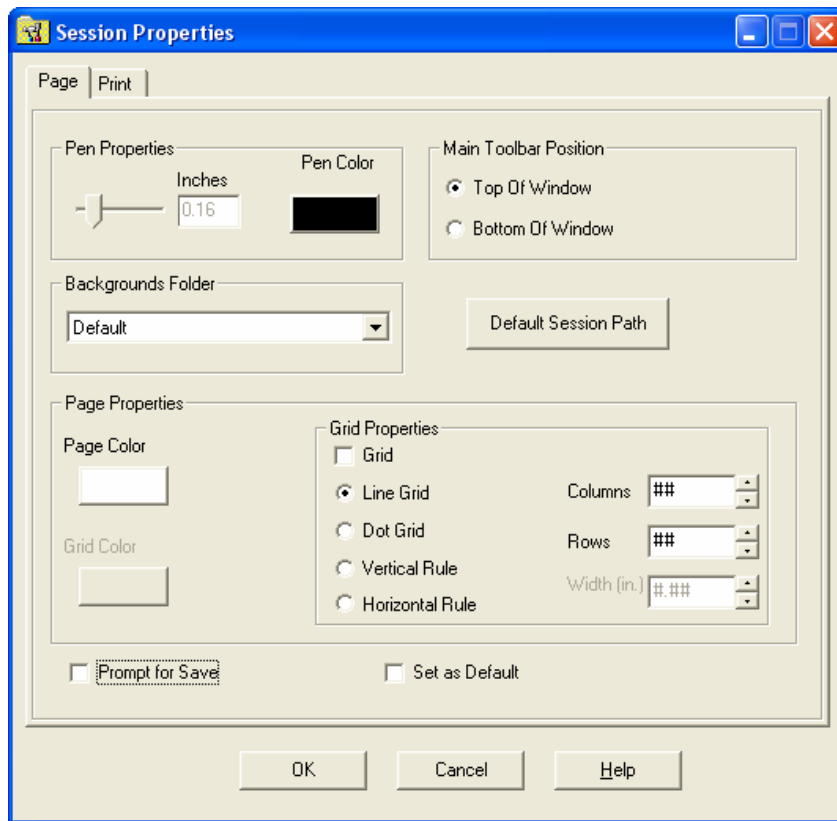 Session Properties
Page
Print
Pen Properties
Inches
Pen Color
0.16
Main Toolbar Position
Top Of Window
Bottom Of Window
Backgrounds Folder
Default
Default Session Path
Page Properties
Page Color
Grid Color
Grid Properties
Grid
Line Grid
Dot Grid
Vertical Rule
Horizontal Rule
Columns ##
Rows ##
Width (in.) #.##
Prompt for Save
Set as Default
OK
Cancel
Help